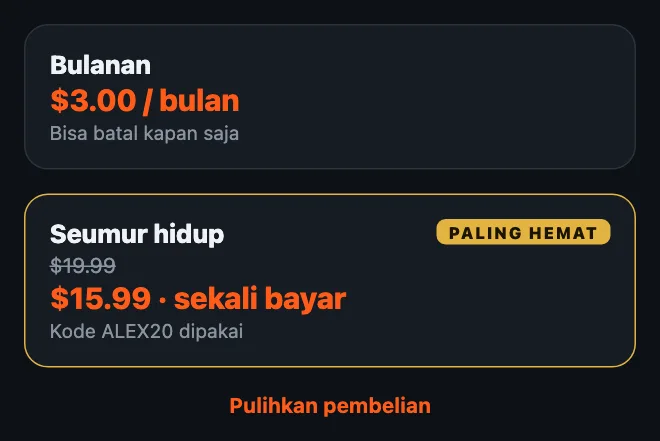 Bulanan
$3.00 / bulan
Bisa batal kapan saja
Seumur hidup
PALING HEMAT
$19.99
$15.99 · sekali bayar
Kode ALEX20 dipakai
Pulihkan pembelian